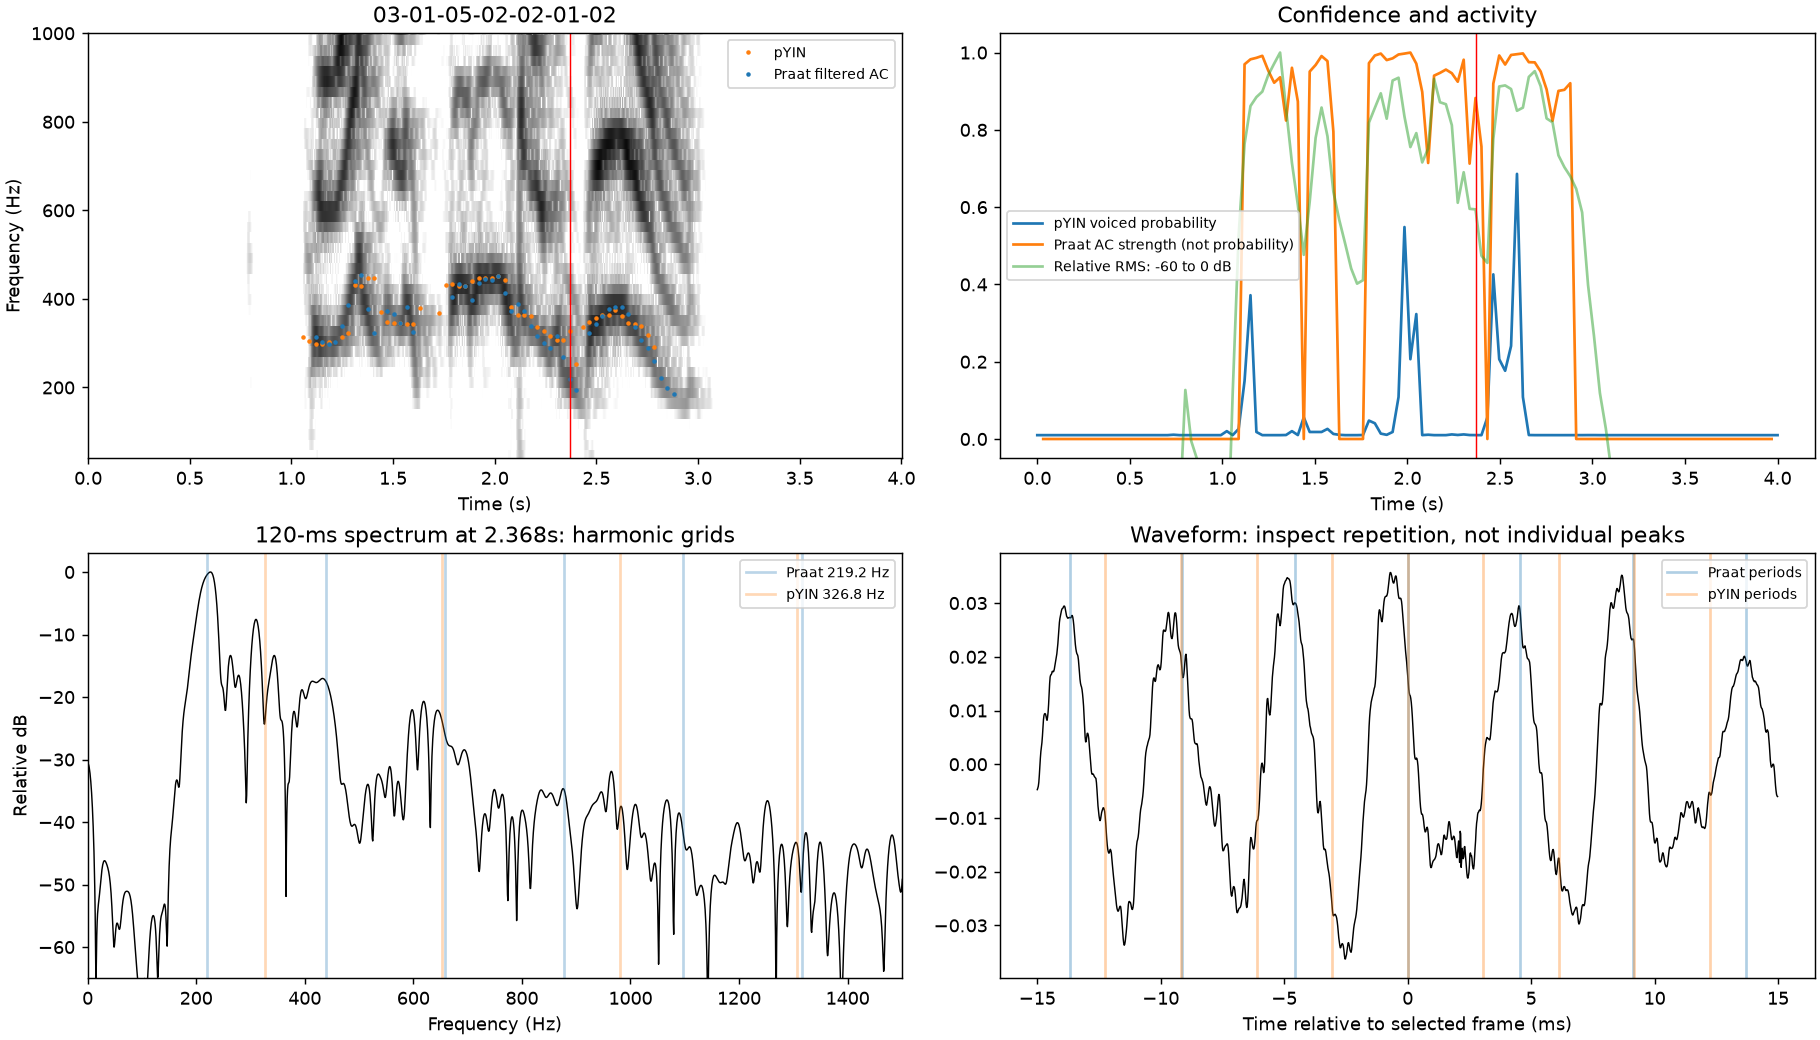 03-01-05-02-02-01-02
1000
800
600
400
200
Frequency (Hz)
0.0 0.5 1.0 1.5 2.0 2.5 3.0 3.5 4.0
Time (s)
pYIN
Praat filtered AC
Confidence and activity
1.0
0.8
0.6
0.4
0.2
0.0
pYIN voiced probability
Praat AC strength (not probability)
Relative RMS: -60 to 0 dB
0.0 0.5 1.0 1.5 2.0 2.5 3.0 3.5 4.0
Time (s)
120-ms spectrum at 2.368s: harmonic grids
0
−10
−20
−30
−40
−50
−60
Relative dB
Praat 219.2 Hz
pYIN 326.8 Hz
0 200 400 600 800 1000 1200 1400
Frequency (Hz)
Waveform: inspect repetition, not individual peaks
0.03
0.02
0.01
0.00
−0.01
−0.02
−0.03
Praat periods
pYIN periods
−15 −10 −5 0 5 10 15
Time relative to selected frame (ms)